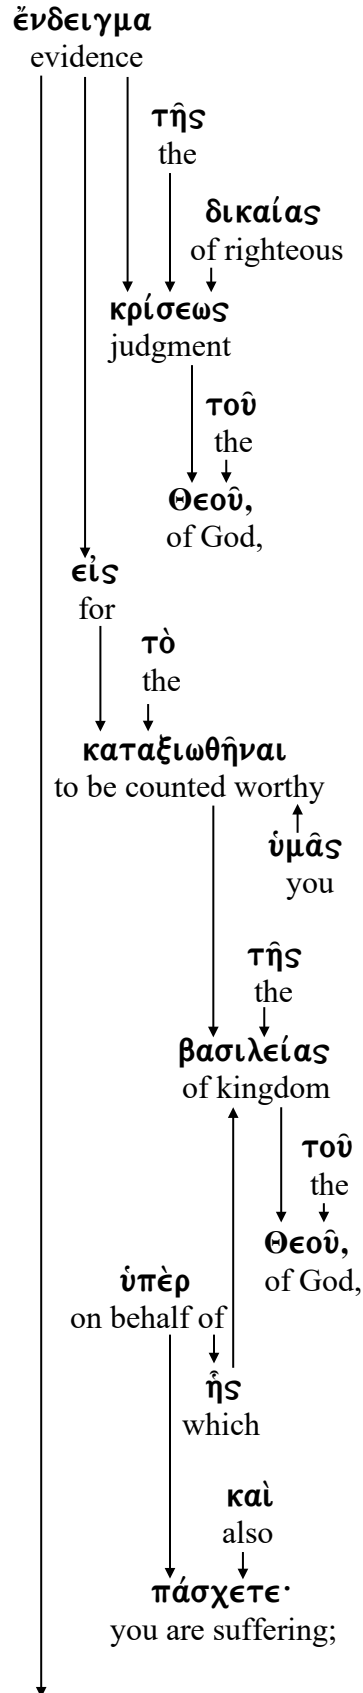 ἔνδειγμα
evidence
τῆς
the
δικαίας
of righteous
κρίσεως
judgment
τοῦ
the
Θεοῦ,
of God,
εἰς
for
τὸ
the
καταξιωθῆναι
to be counted worthy
ὑμᾶς
you
τῆς
the
βασιλείας
of kingdom
τοῦ
the
Θεοῦ,
of God,
ὑπὲρ
on behalf of
ἧς
which
καὶ
also
πάσχετε·
you are suffering;